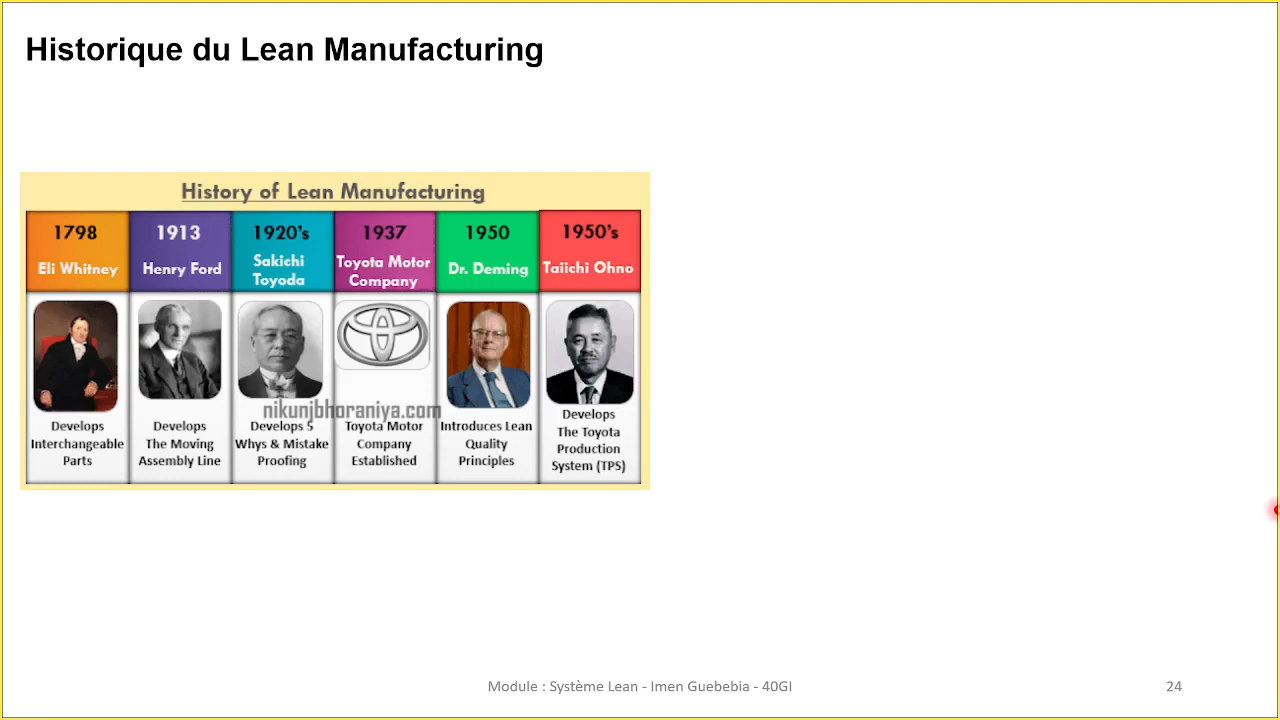 Historique du Lean Manufacturing
History of Lean Manufacturing
1798
Eli Whitney
Develops
Interchangeable
Parts
1913
Henry Ford
Develops
The Moving
Assembly Line
1920's
Sakichi
Toyoda
Develops 5
Whys & Mistake
Proofing
1937
Toyota Motor
Company
Toyota Motor
Company
Established
1950
Dr. Deming
Introduces Lean
Quality
Principles
1950's
Taiichi Ohno
Develops
The Toyota
Production
System (TPS)
nikunjbhoraniya.com
Module : Système Lean - Imen Guebebia - 40GI
24